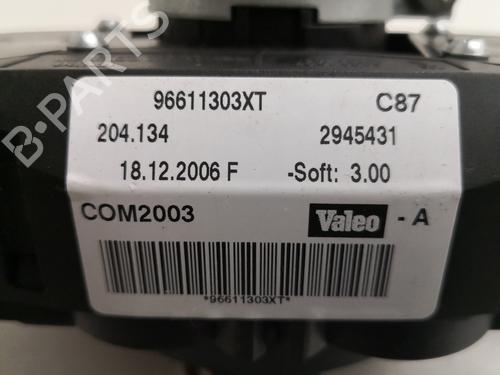 B-PARTS
96611303XT C87
204.134 2945431
18.12.2006 F -Soft: 3.00
COM2003 Valeo - A
*96611303XT*